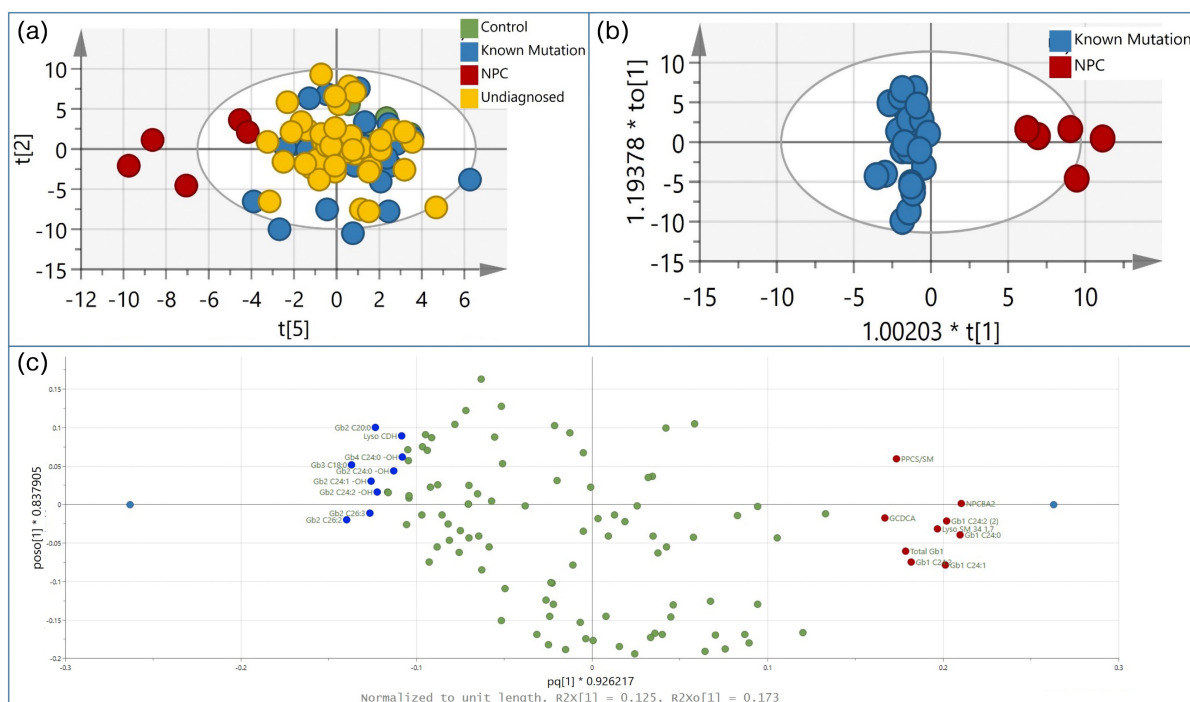 (a)
Control
Known Mutation
NPC
Undiagnosed
10
5
0
-5
-10
-15
t[2]
-12 -10 -8 -6 -4 -2 0 2 4 6
t[5]
(b)
Known Mutation
NPC
10
5
0
-5
-10
-15
1.19378 * to[1]
-15 -10 -5 0 5 10
1.00203 * t[1]
(c)
0.15
0.1
0.05
0
-0.05
-0.1
-0.15
-0.2
poso[1] * 0.837905
Gb2 C20:0
Lyso CDH
Gb4 C24:0 -OH
Gb3 C18:0
Gb2 C24:0 -OH
Gb2 C24:1 -OH
Gb2 C24:2 -OH
Gb2 C26:3
Gb2 C26:2
PPCS/SM
NPCBA2
GCDCA
Gb1 C24:2 (2)
Lyso SM 34 1,7
Gb1 C24:0
Total Gb1
Gb1
Gb1 C24:1
-0.3 -0.2 -0.1 0 0.1 0.2 0.3
pq[1] * 0.926217
Normalized to unit length, R2X[1] = 0.125, R2Xo[1] = 0.173